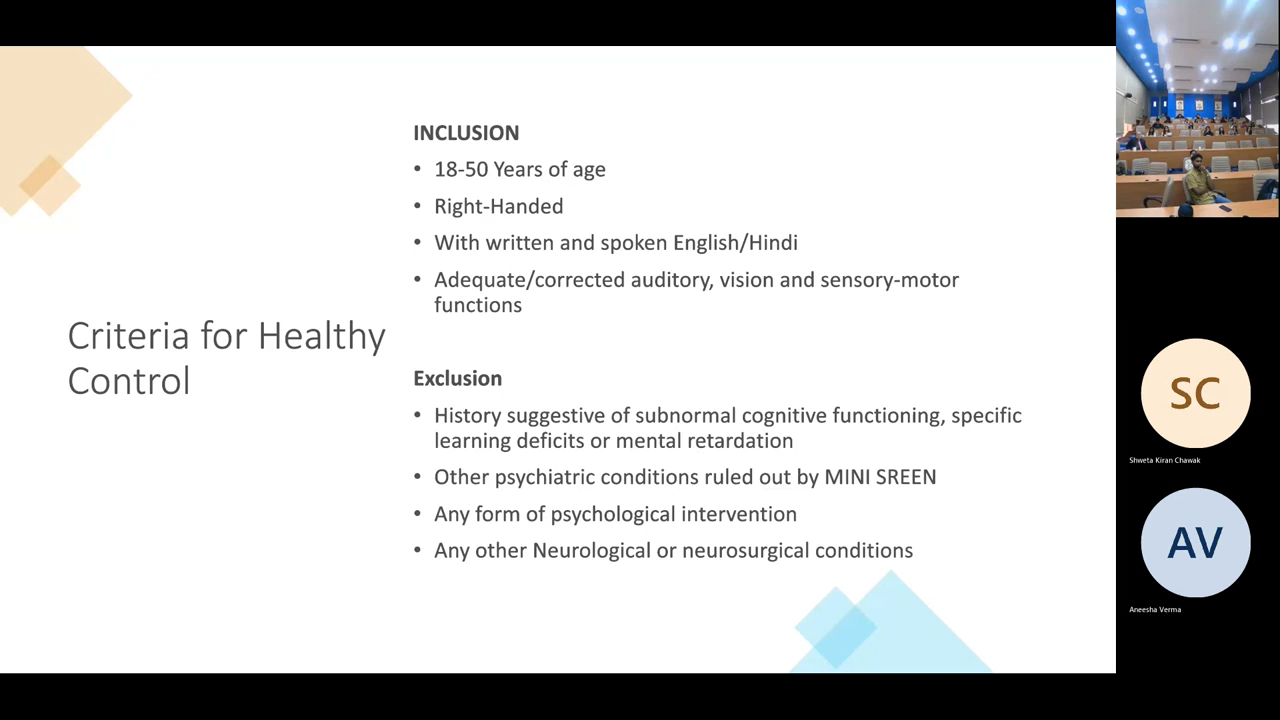 Criteria for Healthy
Control
INCLUSION
• 18-50 Years of age
• Right-Handed
• With written and spoken English/Hindi
• Adequate/corrected auditory, vision and sensory-motor
functions
Exclusion
• History suggestive of subnormal cognitive functioning, specific
learning deficits or mental retardation
• Other psychiatric conditions ruled out by MINI SREEN
• Any form of psychological intervention
• Any other Neurological or neurosurgical conditions
SC
Shweta Kiran Chawak
AV
Aneesha Verma